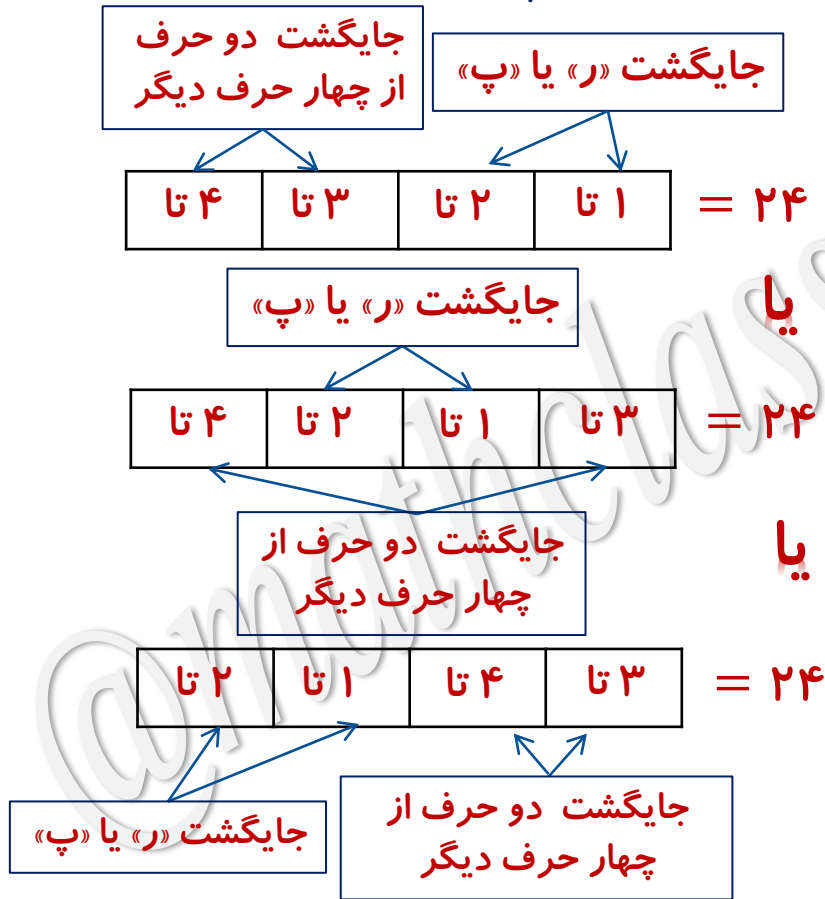 جایگشت دو حرف
از چهار حرف دیگر
جایگشت «ر» یا «پ»
۴ تا ۳ تا ۲ تا ۱ تا = ۲۴
جایگشت «ر» یا «پ»
یا
۴ تا ۲ تا ۱ تا ۳ تا = ۲۴
جایگشت دو حرف از
چهار حرف دیگر
یا
۲ تا ۱ تا ۴ تا ۳ تا = ۲۴
جایگشت «ر» یا «پ»
جایگشت دو حرف از
چهار حرف دیگر
@mathclass